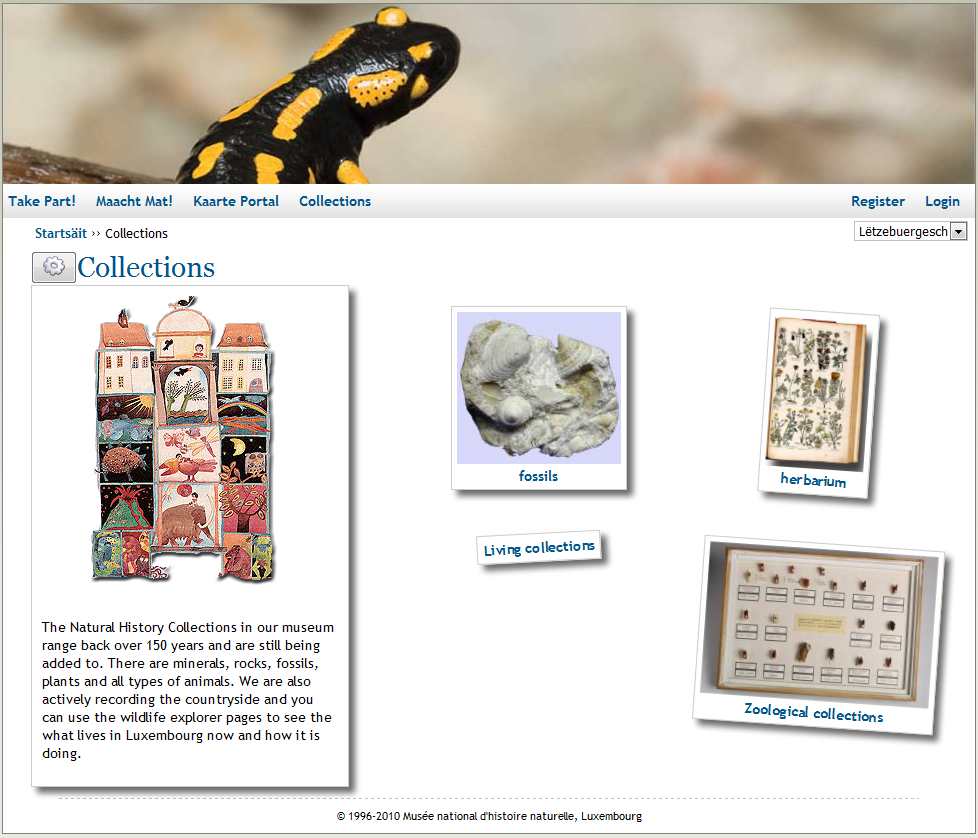 Take Part! Maacht Mat! Kaarte Portal Collections Register Login
Startsäit ›› Collections Lëtzebuergesch
Collections
fossils
herbarium
Living collections
Zoological collections
The Natural History Collections in our museum
range back over 150 years and are still being
added to. There are minerals, rocks, fossils,
plants and all types of animals. We are also
actively recording the countryside and you
can use the wildlife explorer pages to see the
what lives in Luxembourg now and how it is
doing.
© 1996-2010 Musée national d'histoire naturelle, Luxembourg